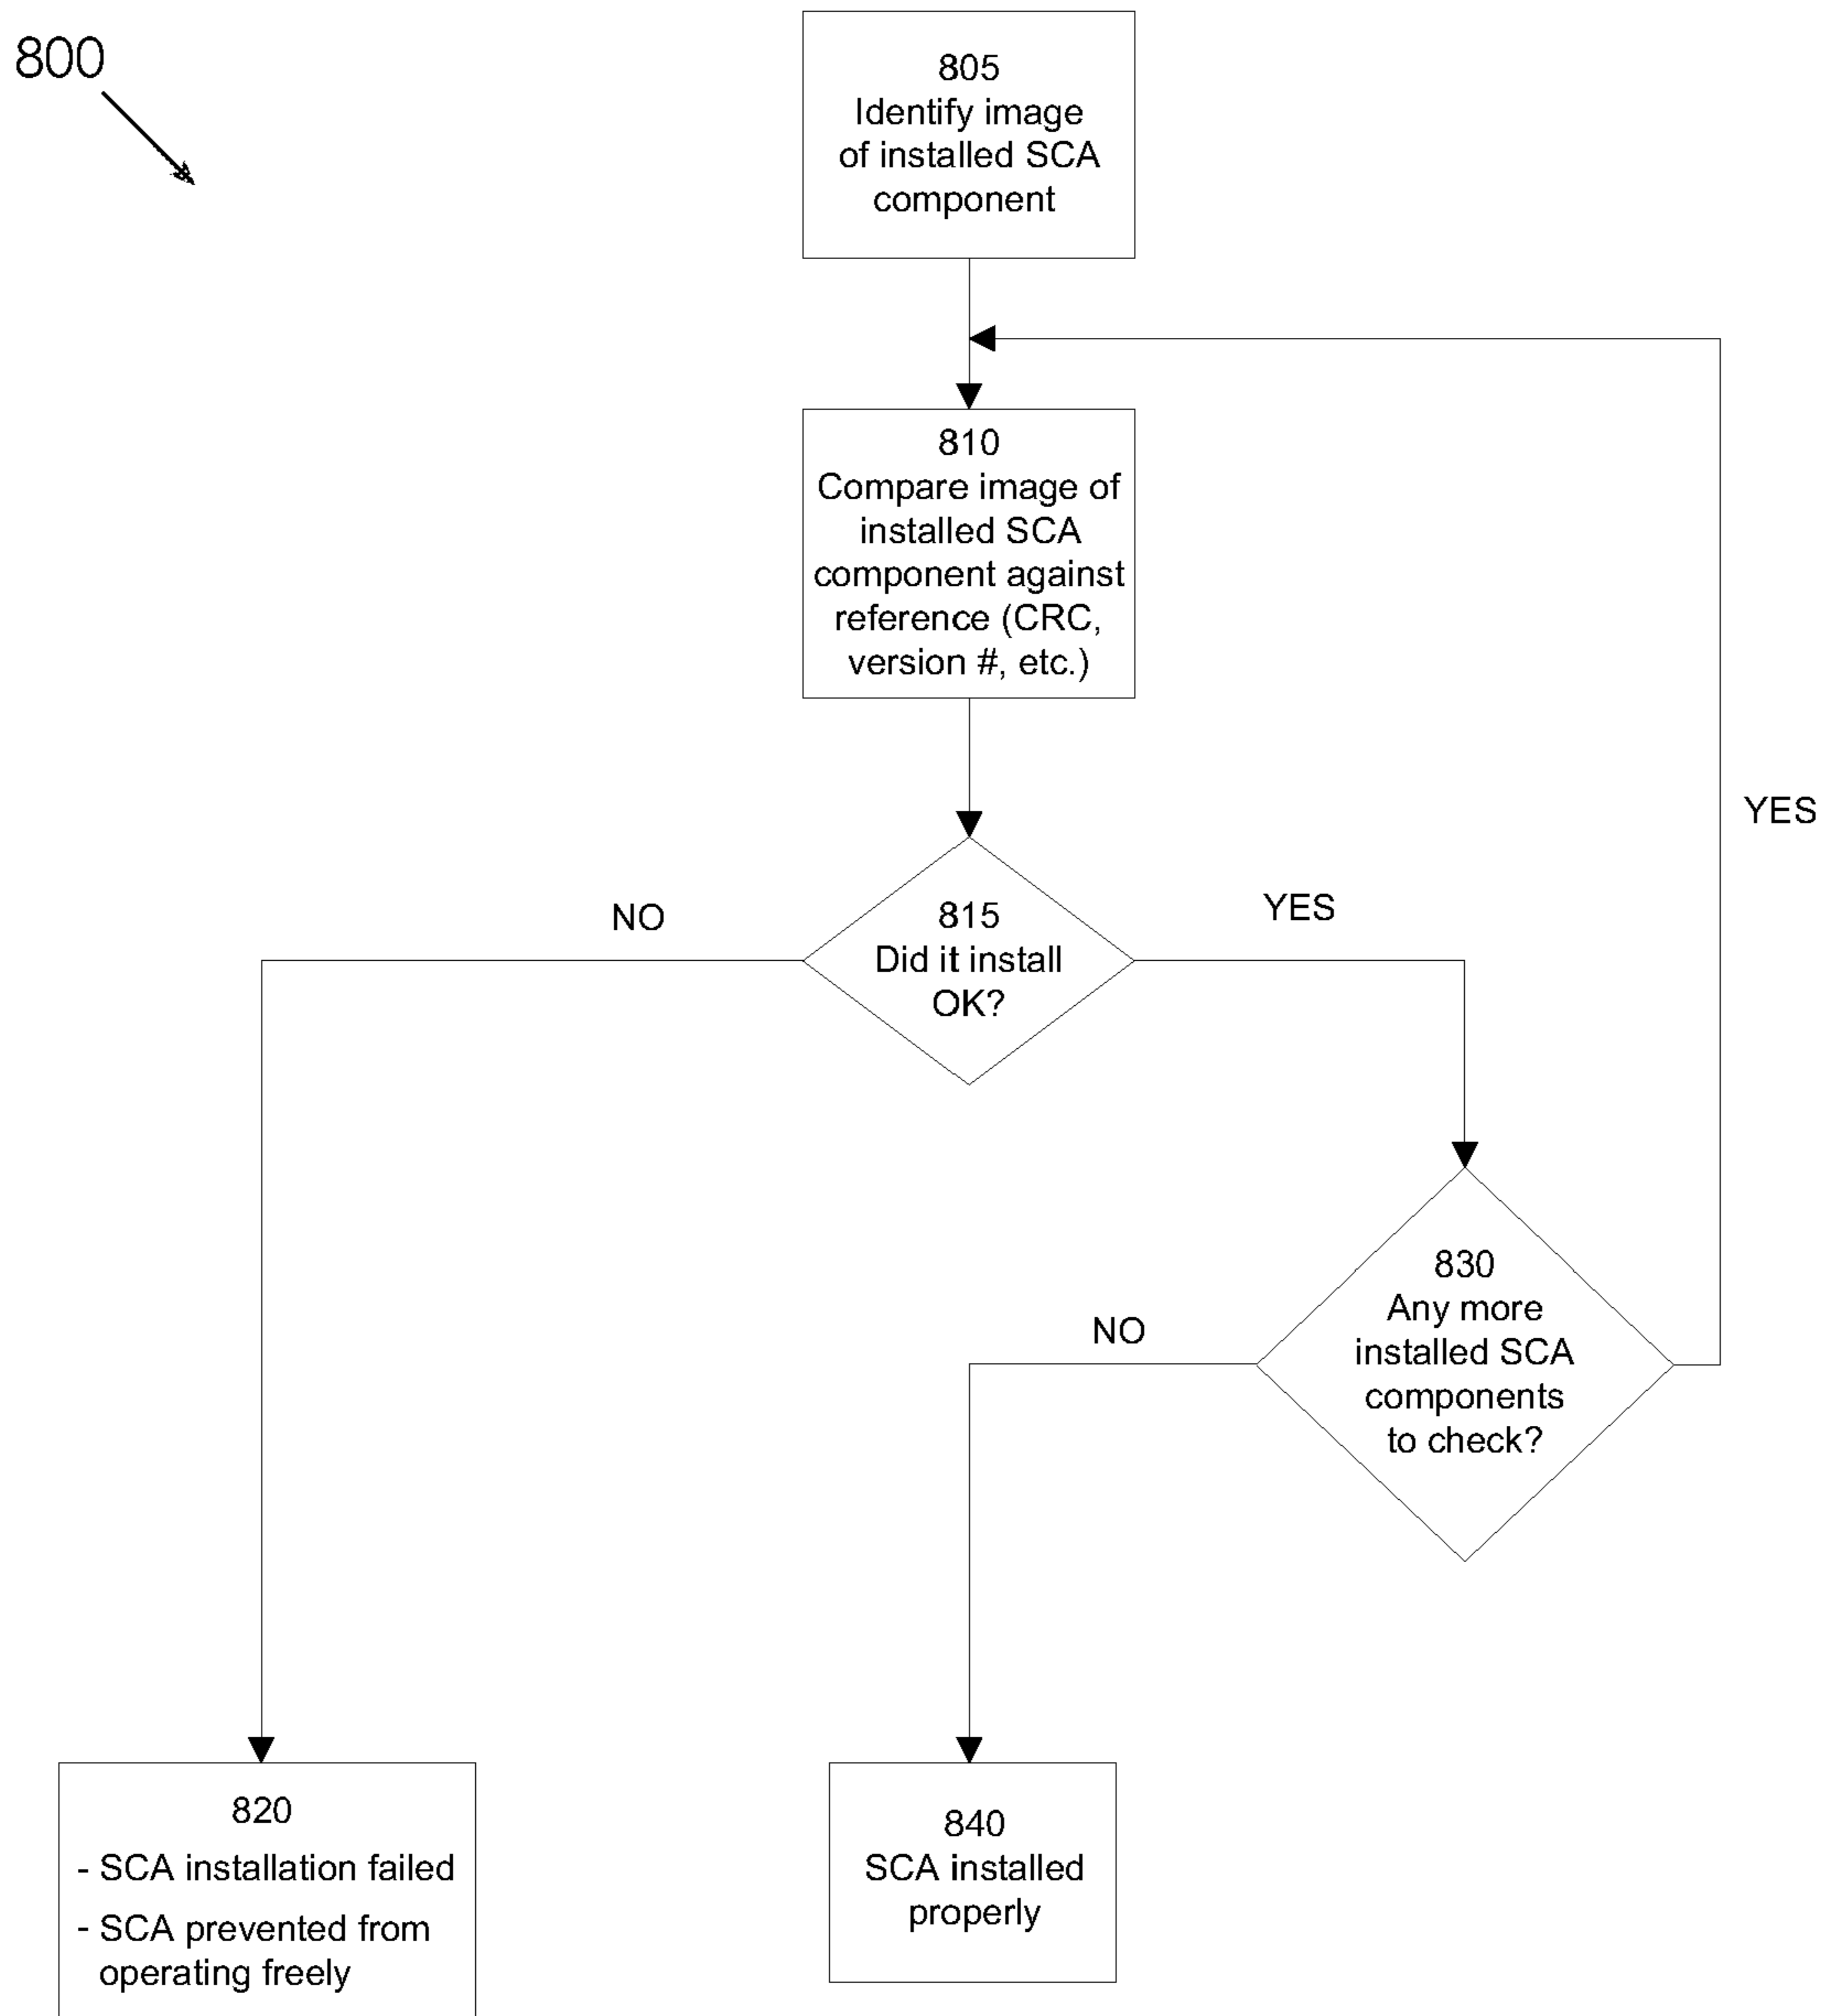 800
805
Identify image
of installed SCA
component
810
Compare image of
installed SCA
component against
reference (CRC,
version #, etc.)
YES
NO
815
Did it install
OK?
YES
830
Any more
installed SCA
components
to check?
NO
820
- SCA installation failed
- SCA prevented from
operating freely
840
SCA installed
properly